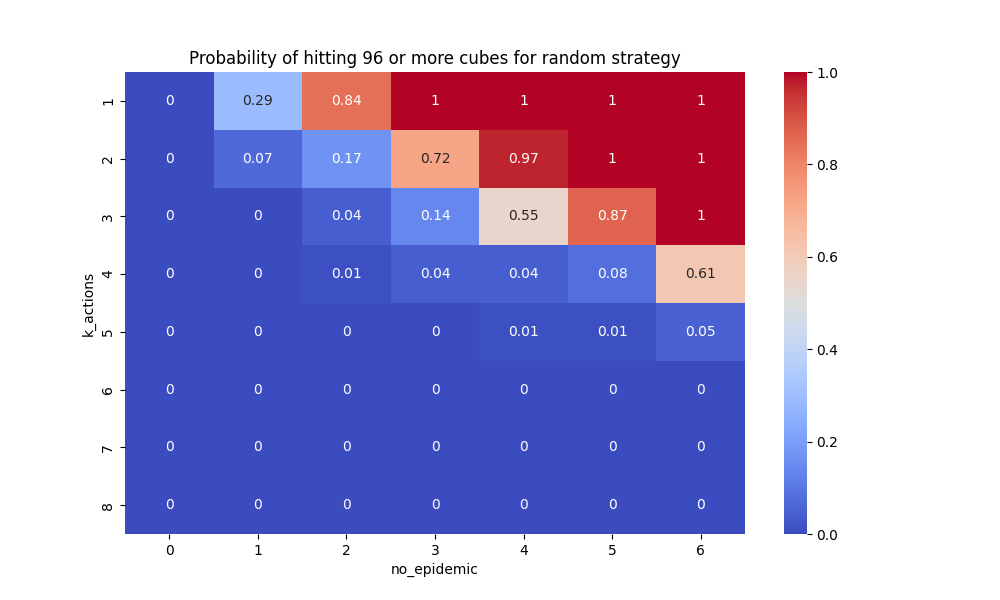 Probability of hitting 96 or more cubes for random strategy
1 0 0.29 0.84 1 1 1 1
2 0 0.07 0.17 0.72 0.97 1 1
3 0 0 0.04 0.14 0.55 0.87 1
4 0 0 0.01 0.04 0.04 0.08 0.61
5 0 0 0 0 0.01 0.01 0.05
6 0 0 0 0 0 0 0
7 0 0 0 0 0 0 0
8 0 0 0 0 0 0 0
0 1 2 3 4 5 6
k_actions
no_epidemic
1.0
0.8
0.6
0.4
0.2
0.0